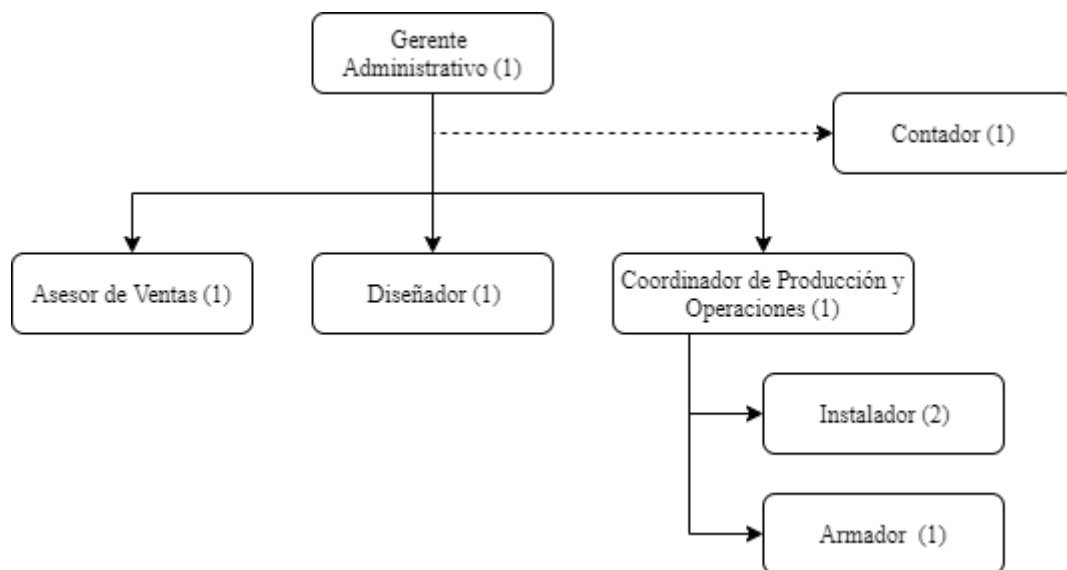 Gerente
Administrativo (1)
Contador (1)
Asesor de Ventas (1)
Diseñador (1)
Coordinador de Producción y
Operaciones (1)
Instalador (2)
Armador (1)